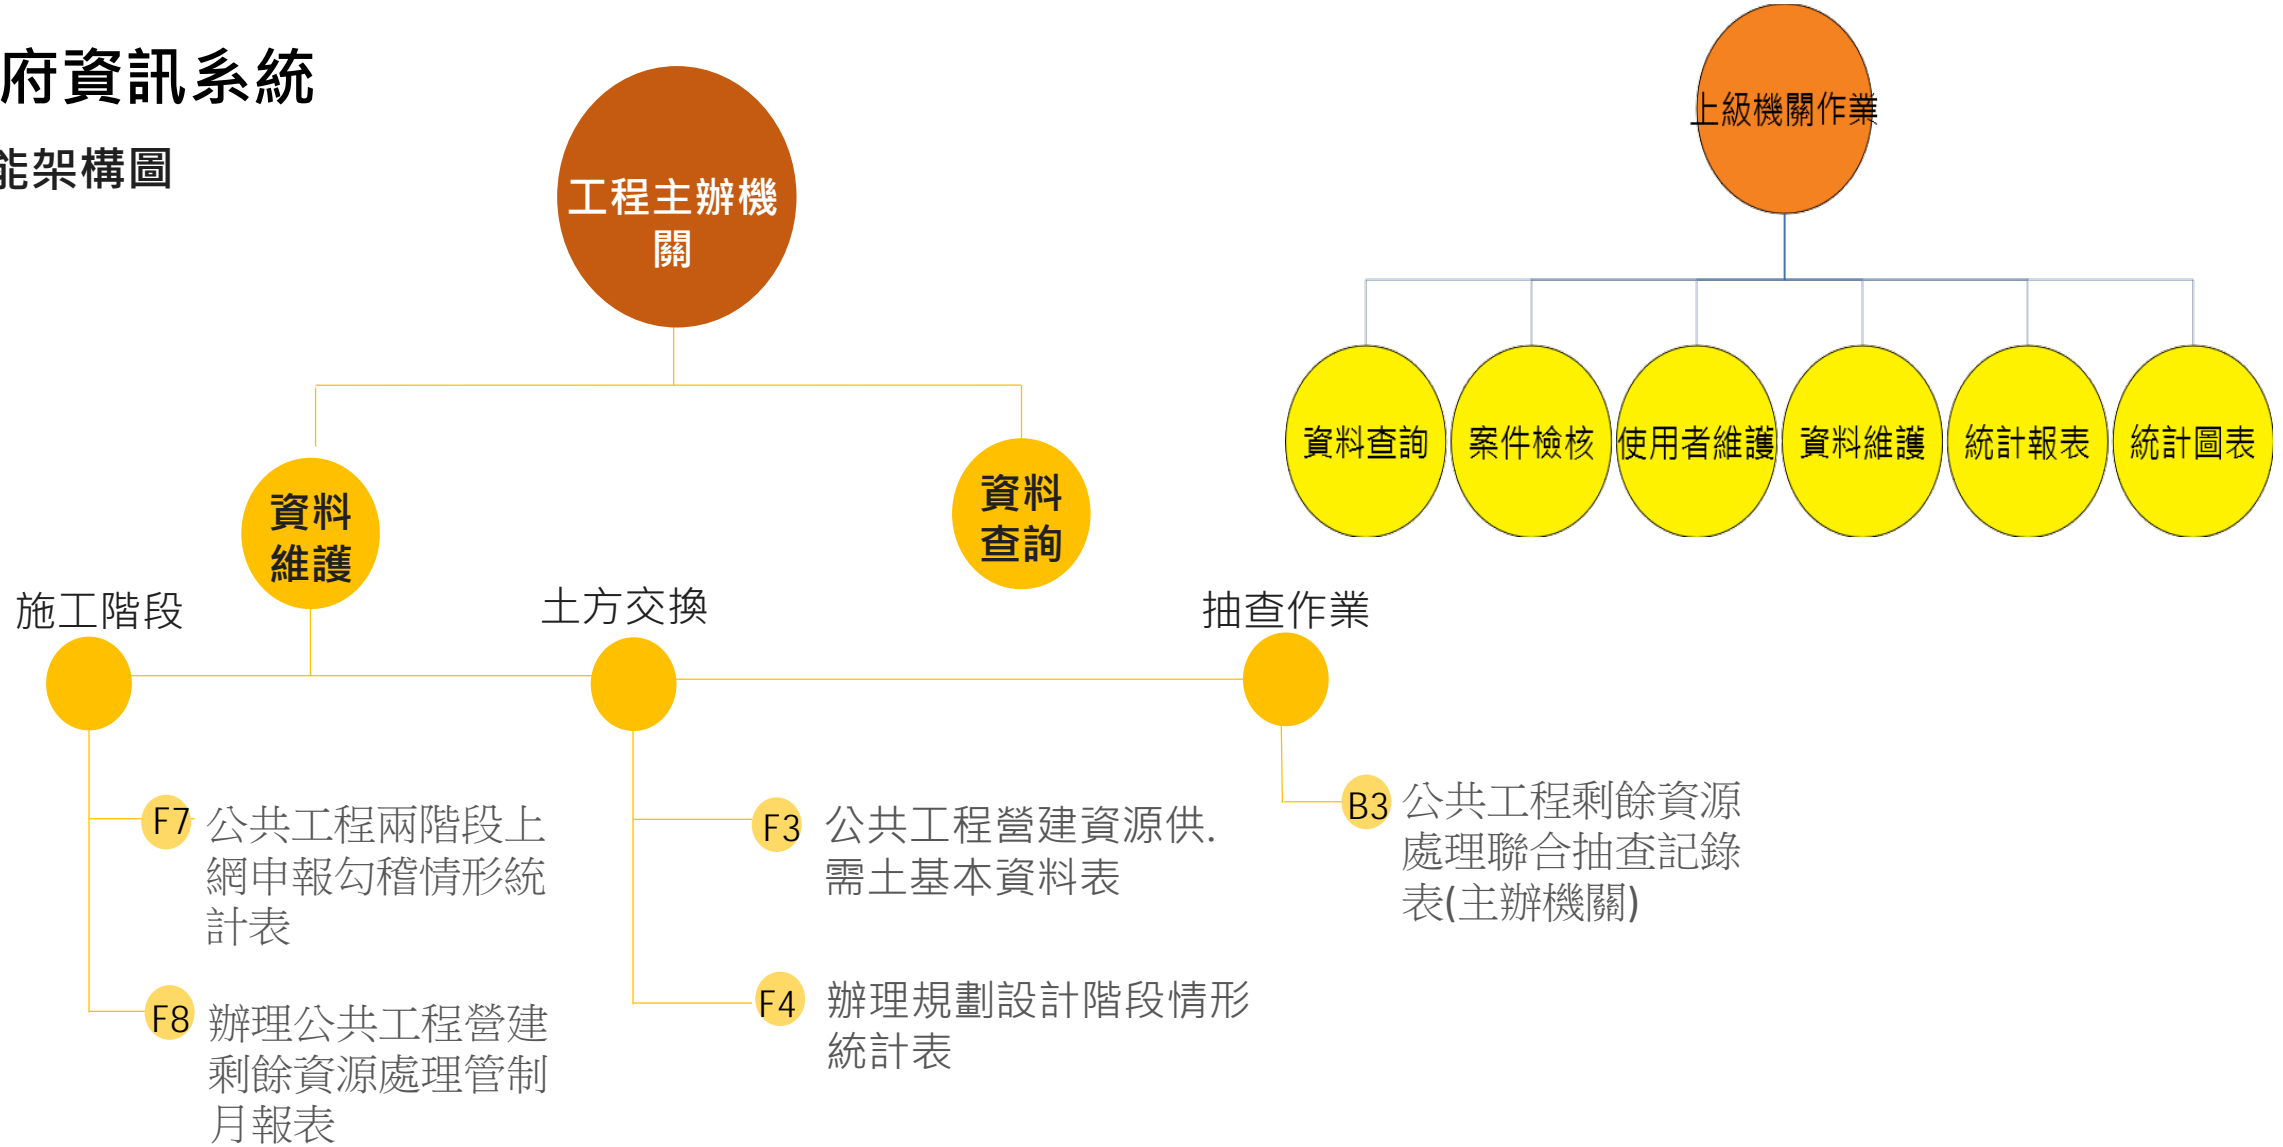 府資訊系統
能架構圖
工程主辦機
關
上級機關作業
資料查詢
案件檢核
使用者維護
資料維護
統計報表
統計圖表
資料
維護
資料
查詢
施工階段
土方交換
抽查作業
F7
公共工程兩階段上
網申報勾稽情形統
計表
F8
辦理公共工程營建
剩餘資源處理管制
月報表
F3
公共工程營建資源供.
需土基本資料表
F4
辦理規劃設計階段情形
統計表
B3
公共工程剩餘資源
處理聯合抽查記錄
表(主辦機關)